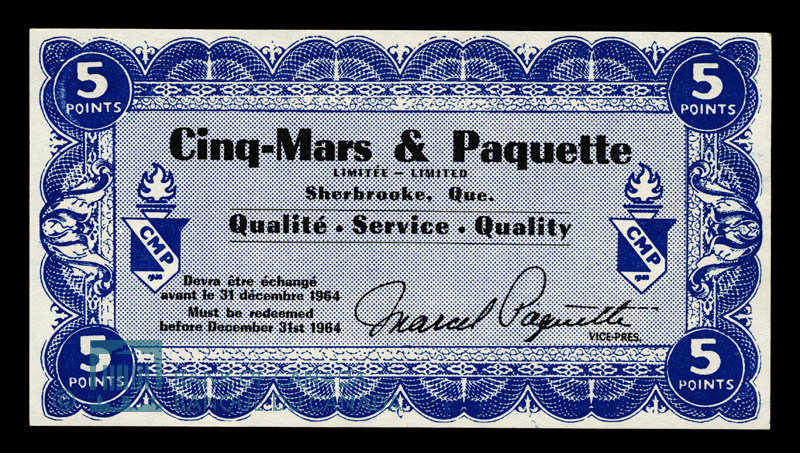 5 POINTS
5 POINTS
Cinq-Mars & Paquette
LIMITÉE – LIMITED
Sherbrooke, Que.
Qualité • Service • Quality
CMP
CMP
Devra être échangé
avant le 31 décembre 1964
Must be redeemed
before December 31st 1964
Marcel Paquette
VICE-PRES.
5 POINTS
5 POINTS